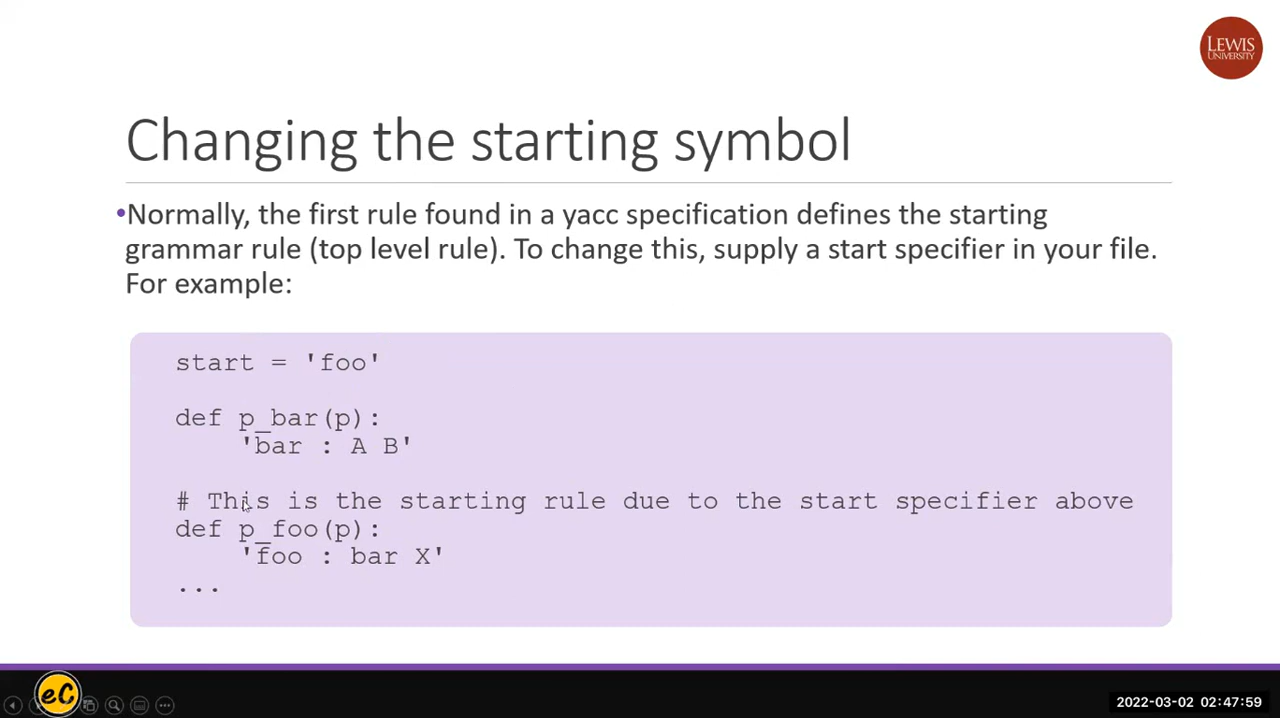 LEWIS
UNIVERSITY
Changing the starting symbol
•Normally, the first rule found in a yacc specification defines the starting
grammar rule (top level rule). To change this, supply a start specifier in your file.
For example:
start = 'foo'
def p_bar(p):
'bar : A B'
# This is the starting rule due to the start specifier above
def p_foo(p):
'foo : bar X'
...
eC
2022-03-02 02:47:59